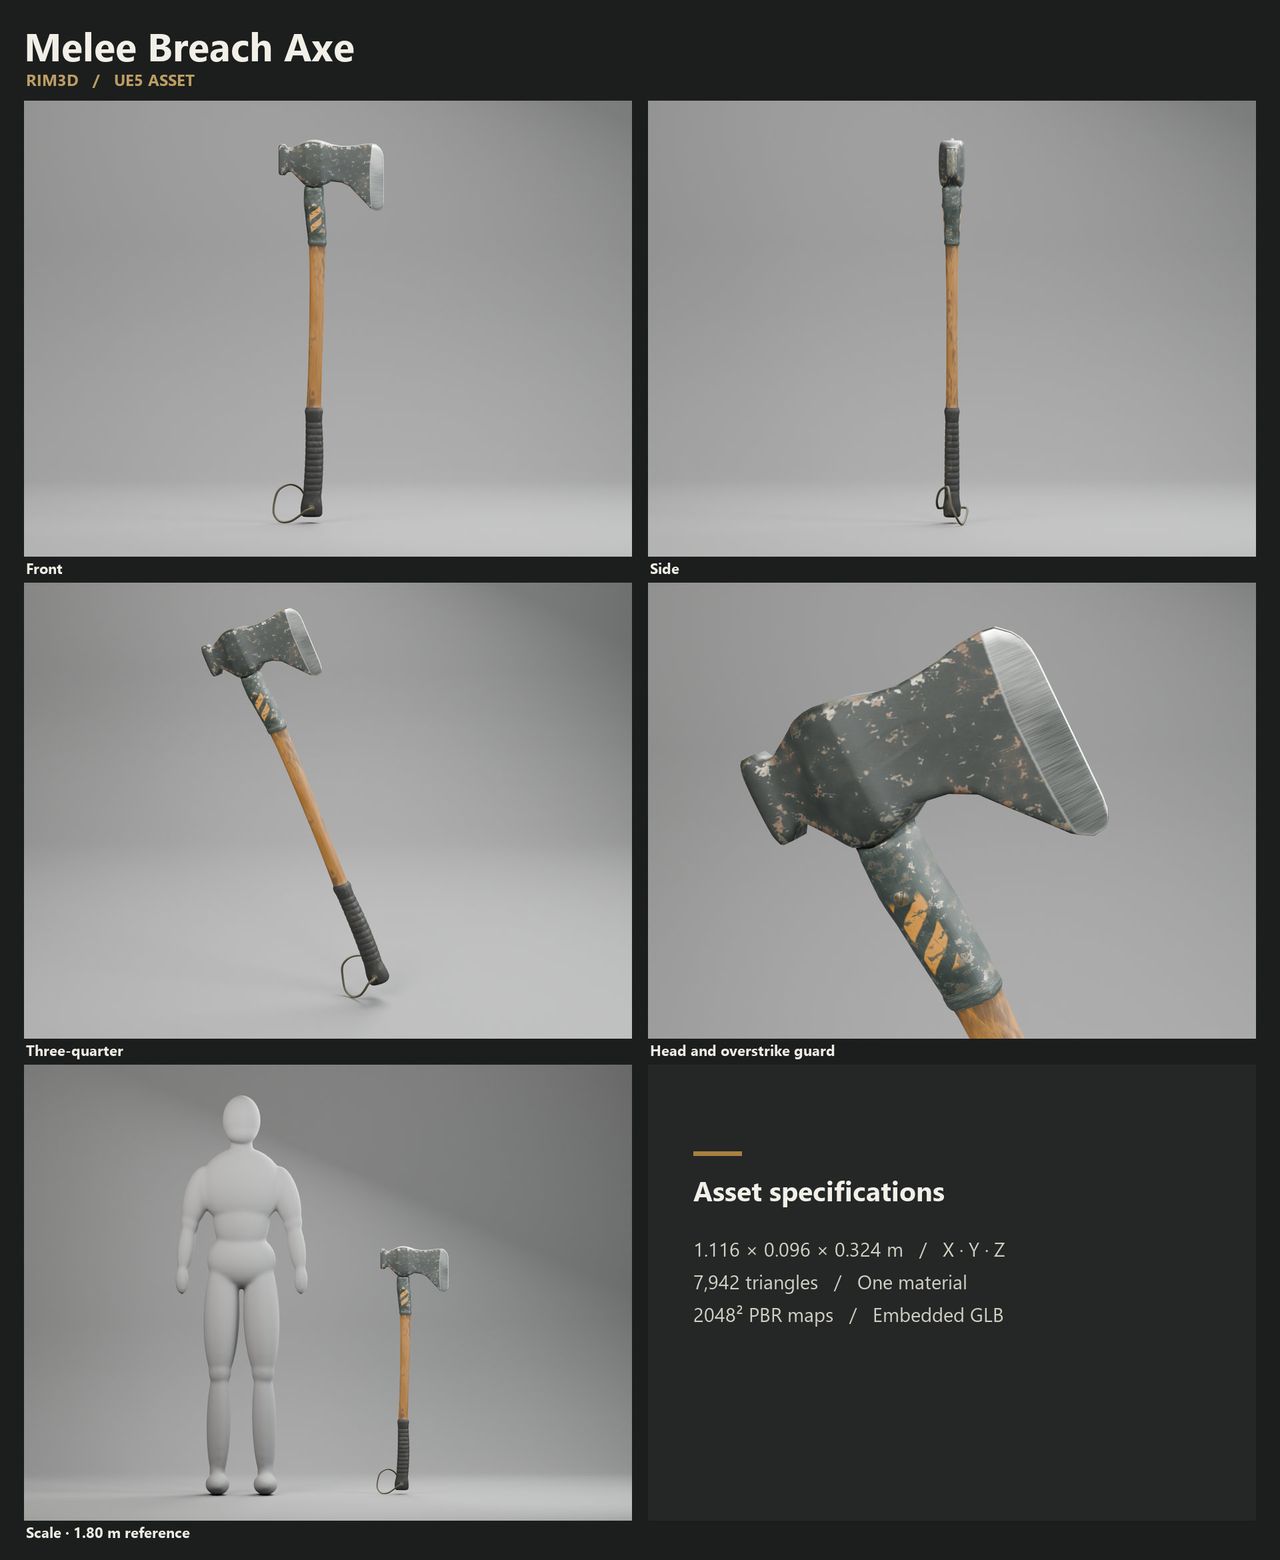 Melee Breach Axe
RIM3D / UE5 ASSET
Front
Side
Three-quarter
Head and overstrike guard
Asset specifications
1.116 × 0.096 × 0.324 m / X · Y · Z
7,942 triangles / One material
2048² PBR maps / Embedded GLB
Scale · 1.80 m reference